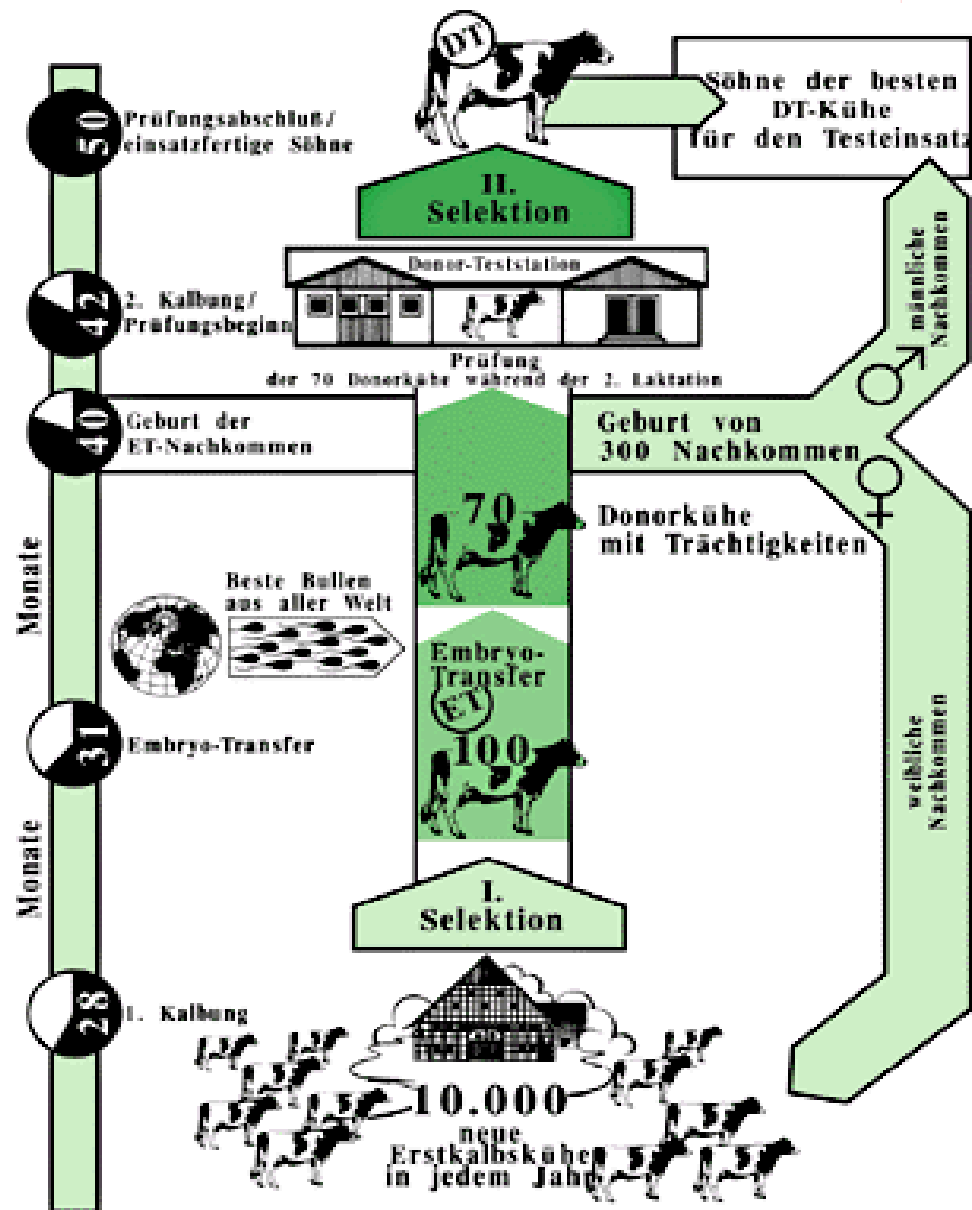 DT
Söhne der besten
DT-Kühe
für den Testeinsatz
50
Prüfungsabschluß/
einsatzfertige Söhne
II.
Selektion
Donor-Teststation
42
2. Kalbung/
Prüfungsbeginn
Prüfung
der 70 Donorkühe während der 2. Laktation
männliche
Nachkommen
40
Geburt der
ET-Nachkommen
Geburt von
300 Nachkommen
70
Donorkühe
mit Trächtigkeiten
Monate
Beste Bullen
aus aller Welt
Embryo-
Transfer
ET
100
31
Embryo-Transfer
weibliche
Nachkommen
Monate
I.
Selektion
28
1. Kalbung
10.000
neue
Erstkalbskühe
in jedem Jahr